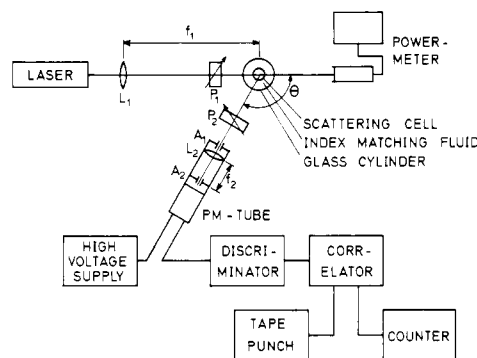 f₁
POWER-
METER
LASER
L₁
P₁
θ
P₂
SCATTERING CELL
INDEX MATCHING FLUID
GLASS CYLINDER
A₁
L₂
A₂
f₂
PM-TUBE
HIGH
VOLTAGE
SUPPLY
DISCRI-
MINATOR
CORR-
ELATOR
TAPE
PUNCH
COUNTER